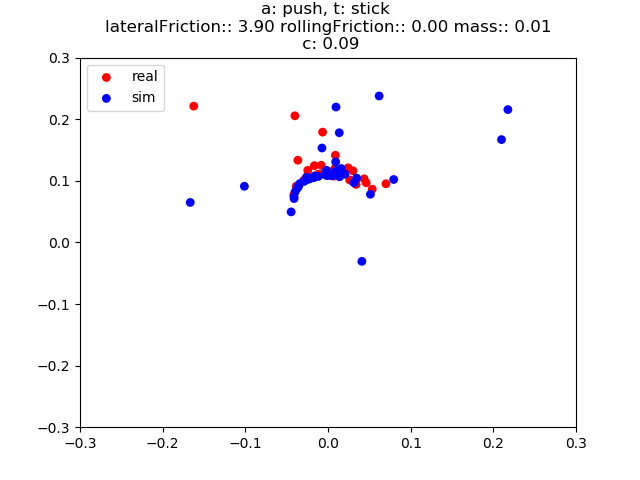 a: push, t: stick
lateralFriction:: 3.90 rollingFriction:: 0.00 mass:: 0.01
c: 0.09
real
sim
0.3
0.2
0.1
0.0
−0.1
−0.2
−0.3
−0.3
−0.2
−0.1
0.0
0.1
0.2
0.3